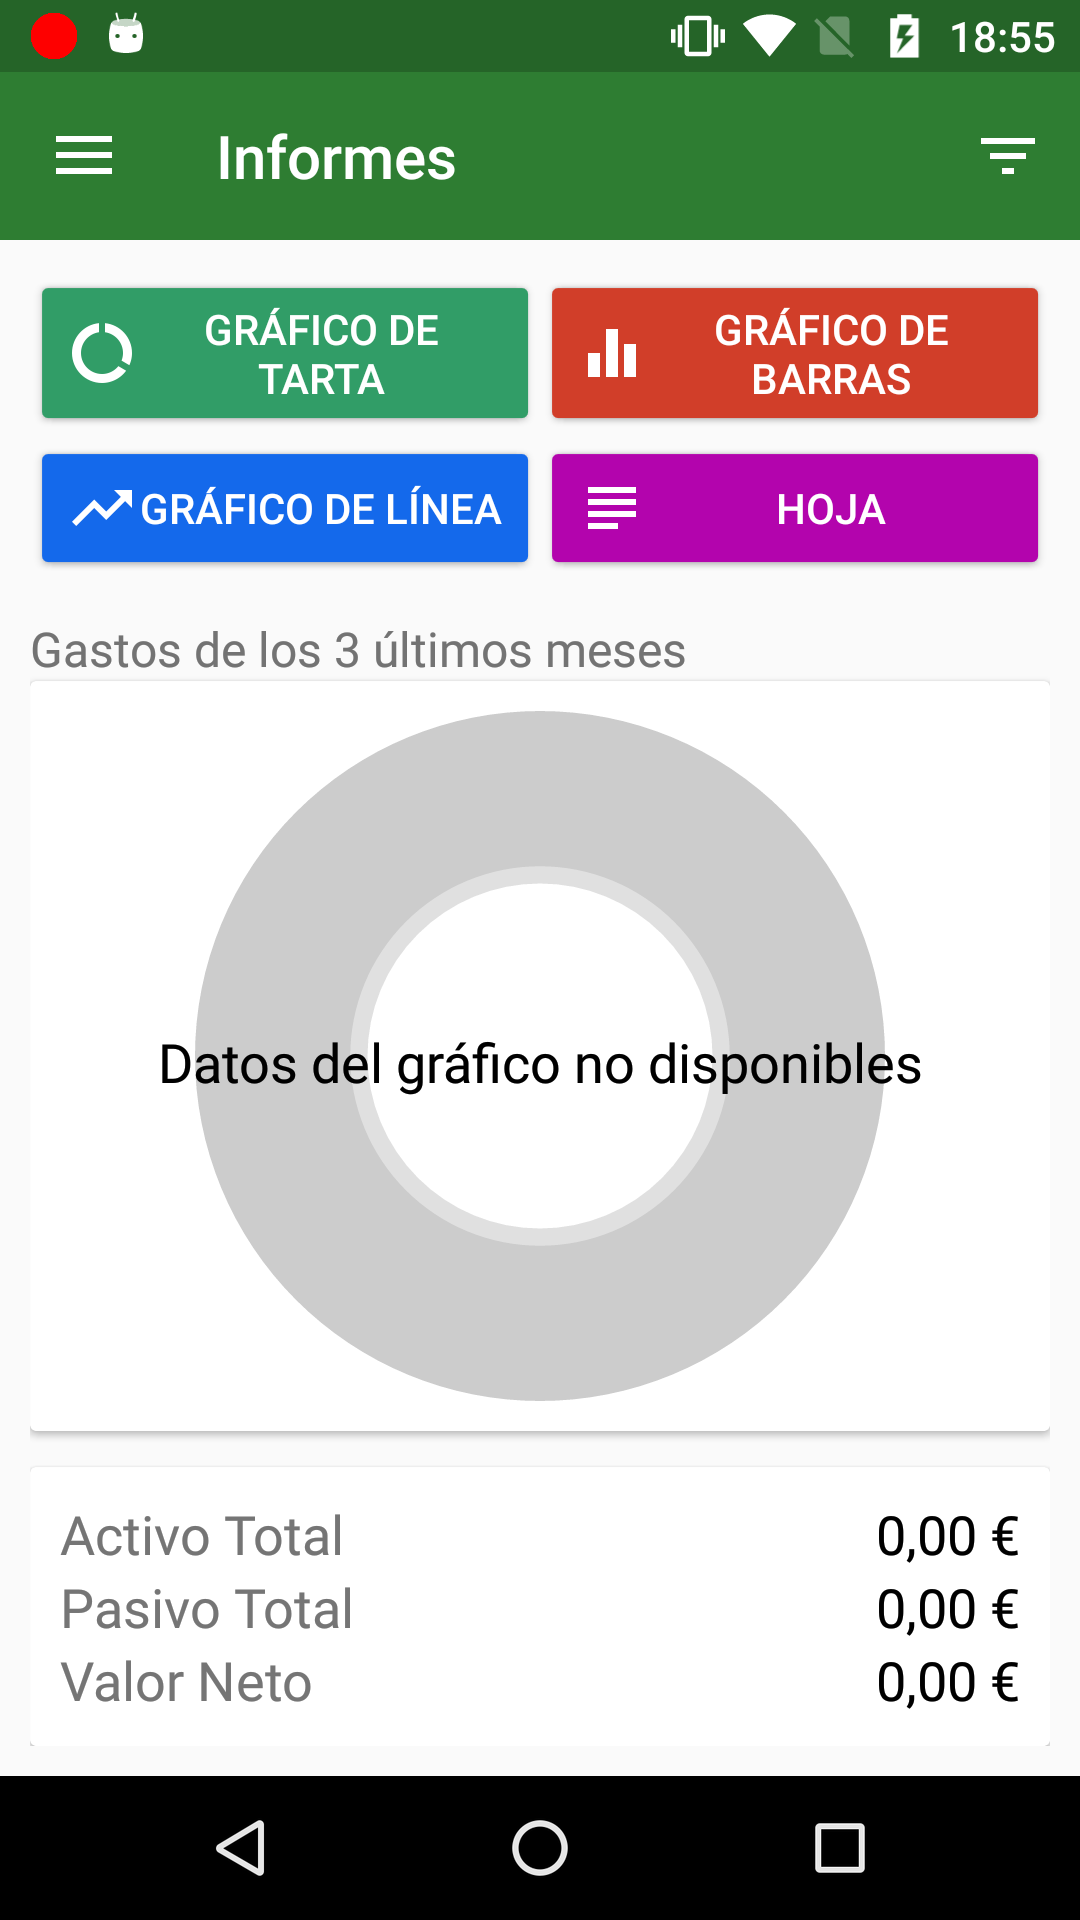 18:55
Informes
GRÁFICO DE
TARTA
GRÁFICO DE
BARRAS
GRÁFICO DE LÍNEA
HOJA
Gastos de los 3 últimos meses
Datos del gráfico no disponibles
Activo Total 0,00 €
Pasivo Total 0,00 €
Valor Neto 0,00 €